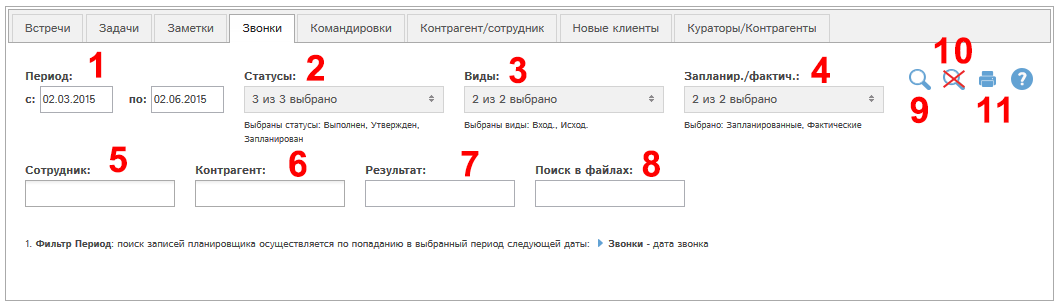 Встречи Задачи Заметки Звонки Командировки Контрагент/сотрудник Новые клиенты Кураторы/Контрагенты
1 2 3 4 10
Период: Статусы: Виды: Запланир./фактич.:
с: 02.03.2015 по: 02.06.2015 3 из 3 выбрано 2 из 2 выбрано 2 из 2 выбрано ?
9 11
Выбраны статусы: Выполнен, Утвержден, Выбраны виды: Вход., Исход. Выбрано: Запланированные, Фактические
Запланирован
5 6 7 8
Сотрудник: Контрагент: Результат: Поиск в файлах:
1. Фильтр Период: поиск записей планировщика осуществляется по попаданию в выбранный период следующей даты: Звонки - дата звонка